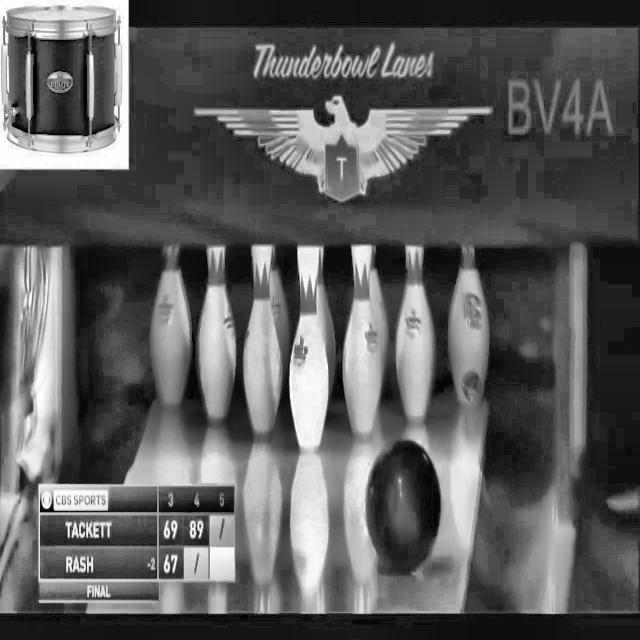 Thunderbowl Lanes
BV4A
T
CBS SPORTS 3 4 5
TACKETT 69 89 /
RASH -2 67 /
FINAL